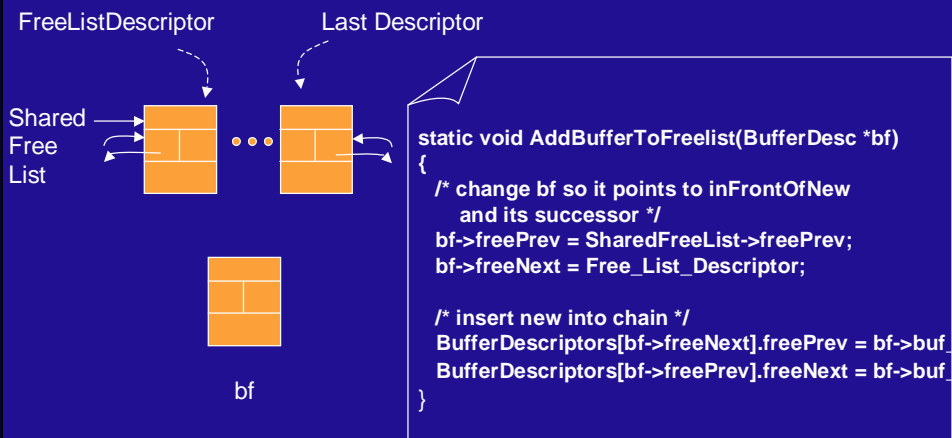 FreeListDescriptor
Last Descriptor
Shared
Free
List
bf
static void AddBufferToFreelist(BufferDesc *bf)
{
/* change bf so it points to inFrontOfNew
and its successor */
bf->freePrev = SharedFreeList->freePrev;
bf->freeNext = Free_List_Descriptor;
/* insert new into chain */
BufferDescriptors[bf->freeNext].freePrev = bf->buf_
BufferDescriptors[bf->freePrev].freeNext = bf->buf_
}